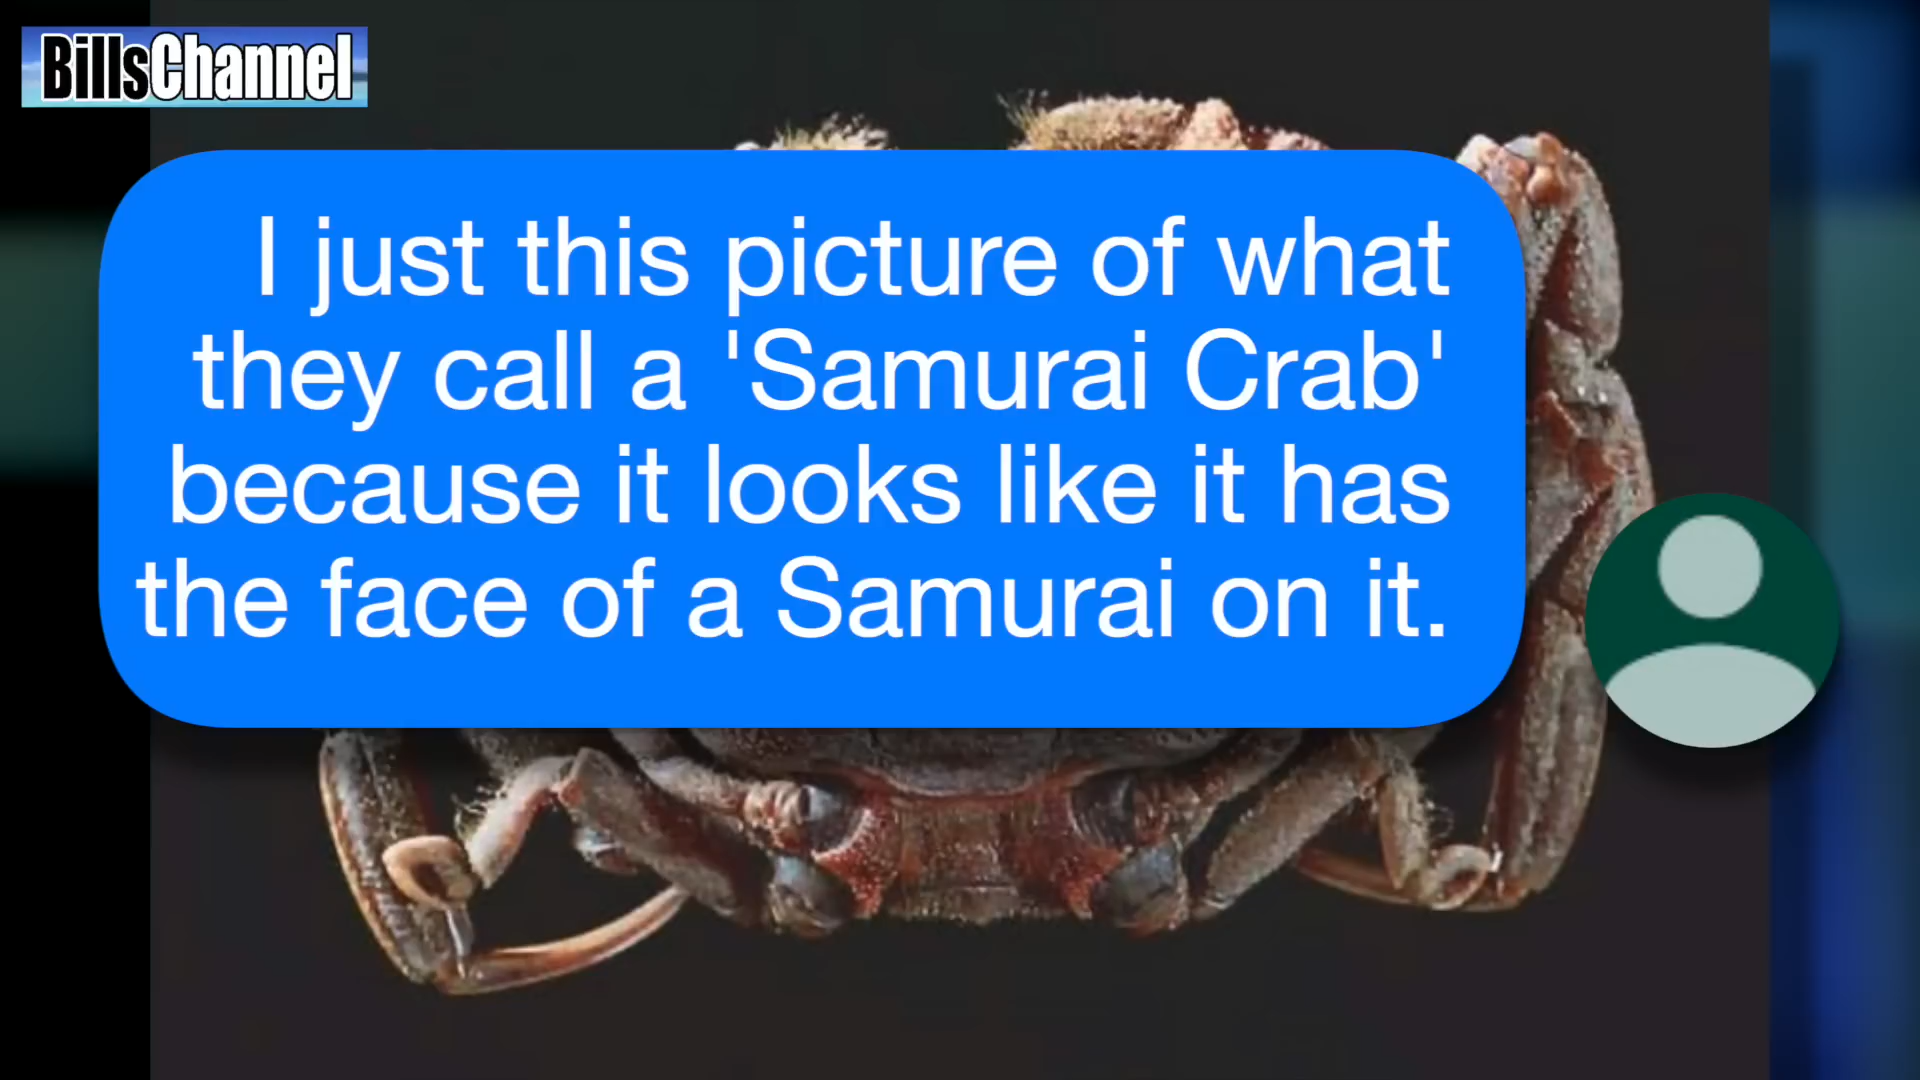 BillsChannel
I just this picture of what
they call a 'Samurai Crab'
because it looks like it has
the face of a Samurai on it.